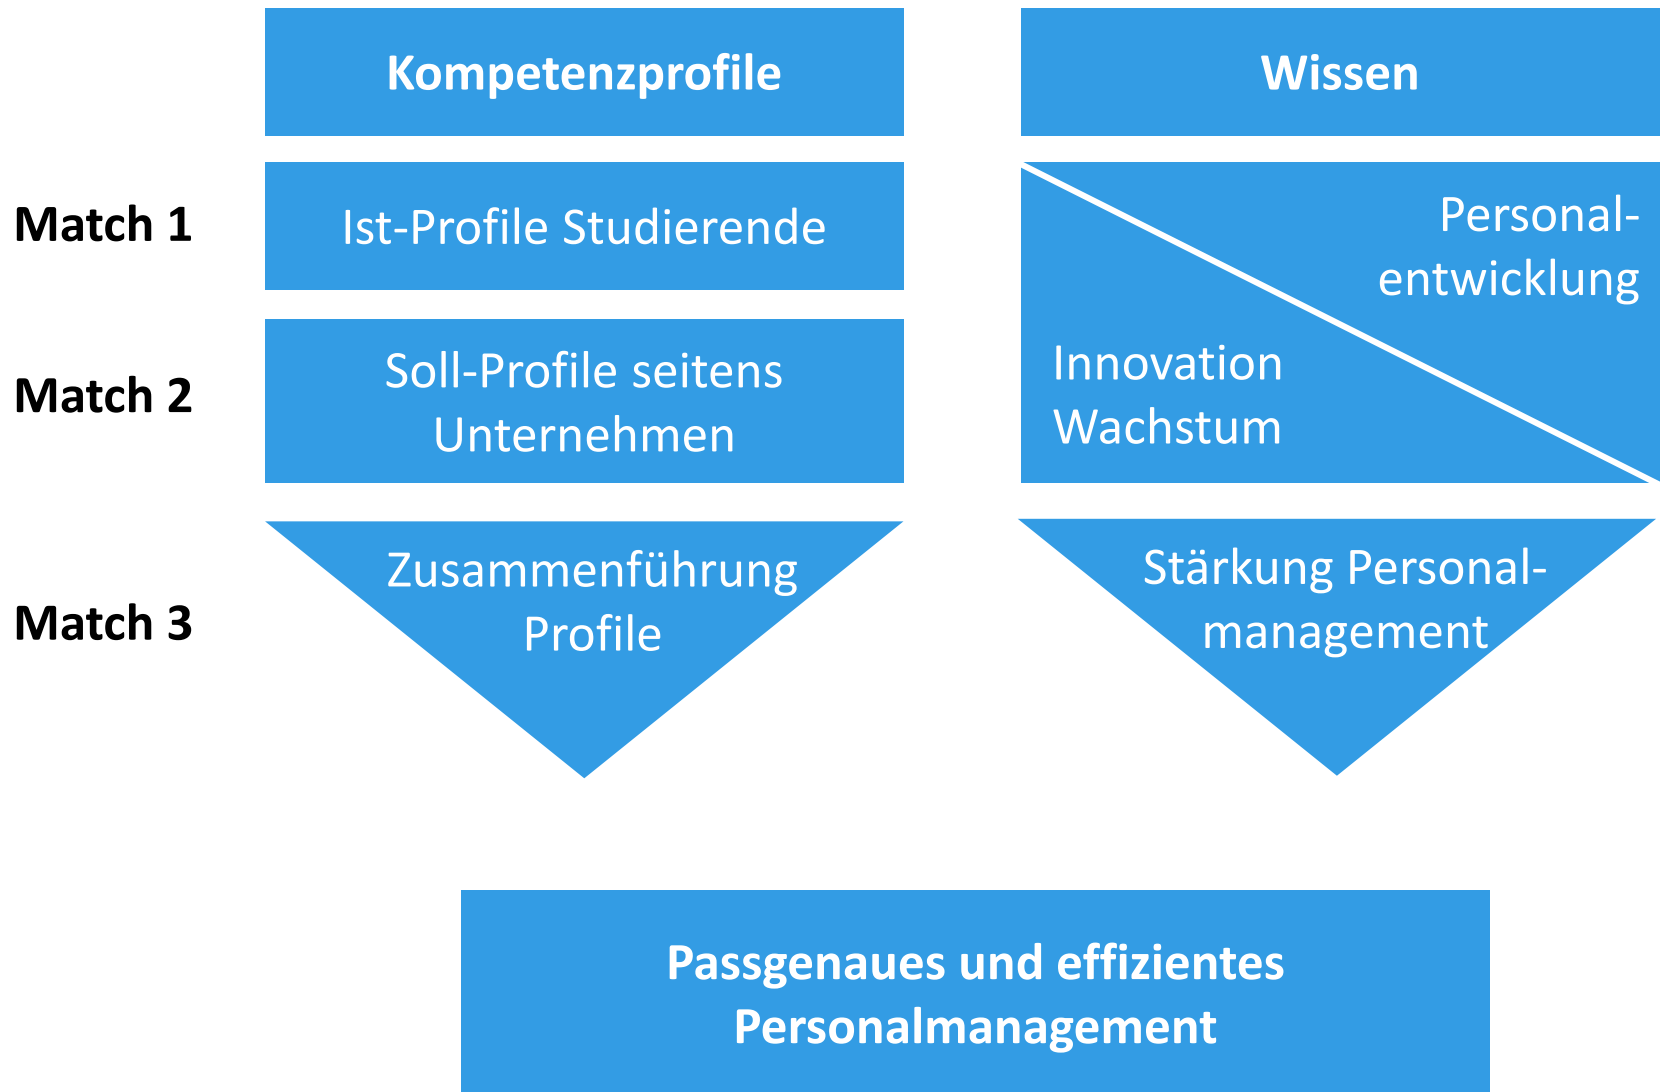 Kompetenzprofile
Wissen
Match 1
Ist-Profile Studierende
Personal-
entwicklung
Match 2
Soll-Profile seitens
Unternehmen
Innovation
Wachstum
Match 3
Zusammenführung
Profile
Stärkung Personal-
management
Passgenaues und effizientes
Personalmanagement